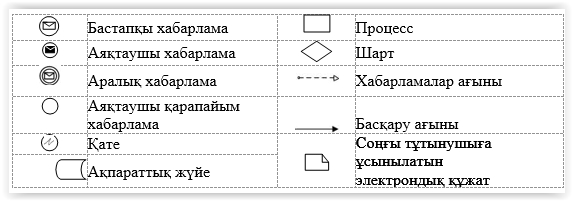 Бастапқы хабарлама
Процесс
Аяқтаушы хабарлама
Шарт
Аралық хабарлама
Хабарламалар ағыны
Аяқтаушы қарапайым
хабарлама
Басқару ағыны
Қате
Ақпараттық жүйе
Соңғы тұтынушыға
ұсынылатын
электрондық құжат